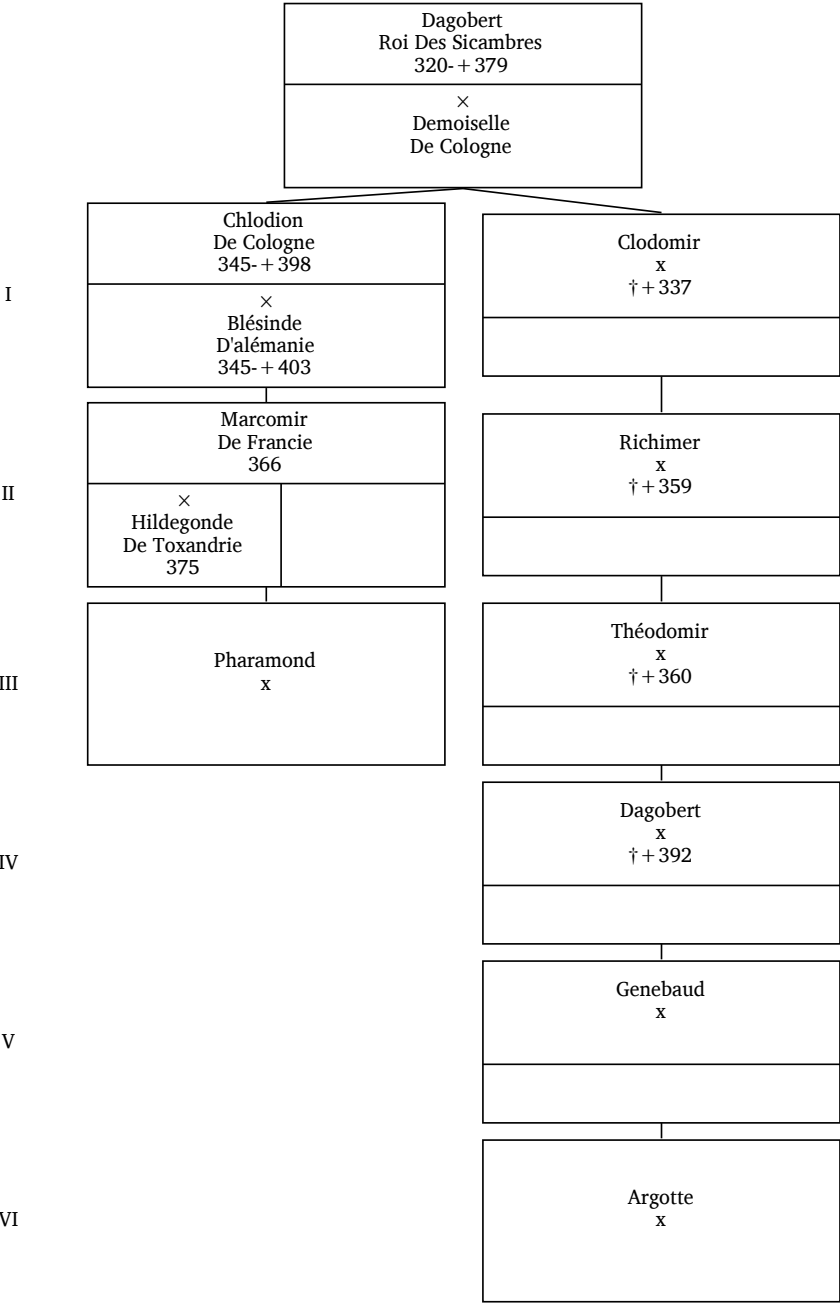 Dagobert
Roi Des Sicambres
320-+379
×
Demoiselle
De Cologne
I
Chlodion
De Cologne
345-+398
×
Blésinde
D'alémanie
345-+403
Clodomir
x
†+337
II
Marcomir
De Francie
366
×
Hildegonde
De Toxandrie
375
Richimer
x
†+359
III
Pharamond
x
Théodomir
x
†+360
IV
Dagobert
x
†+392
V
Genebaud
x
VI
Argotte
x